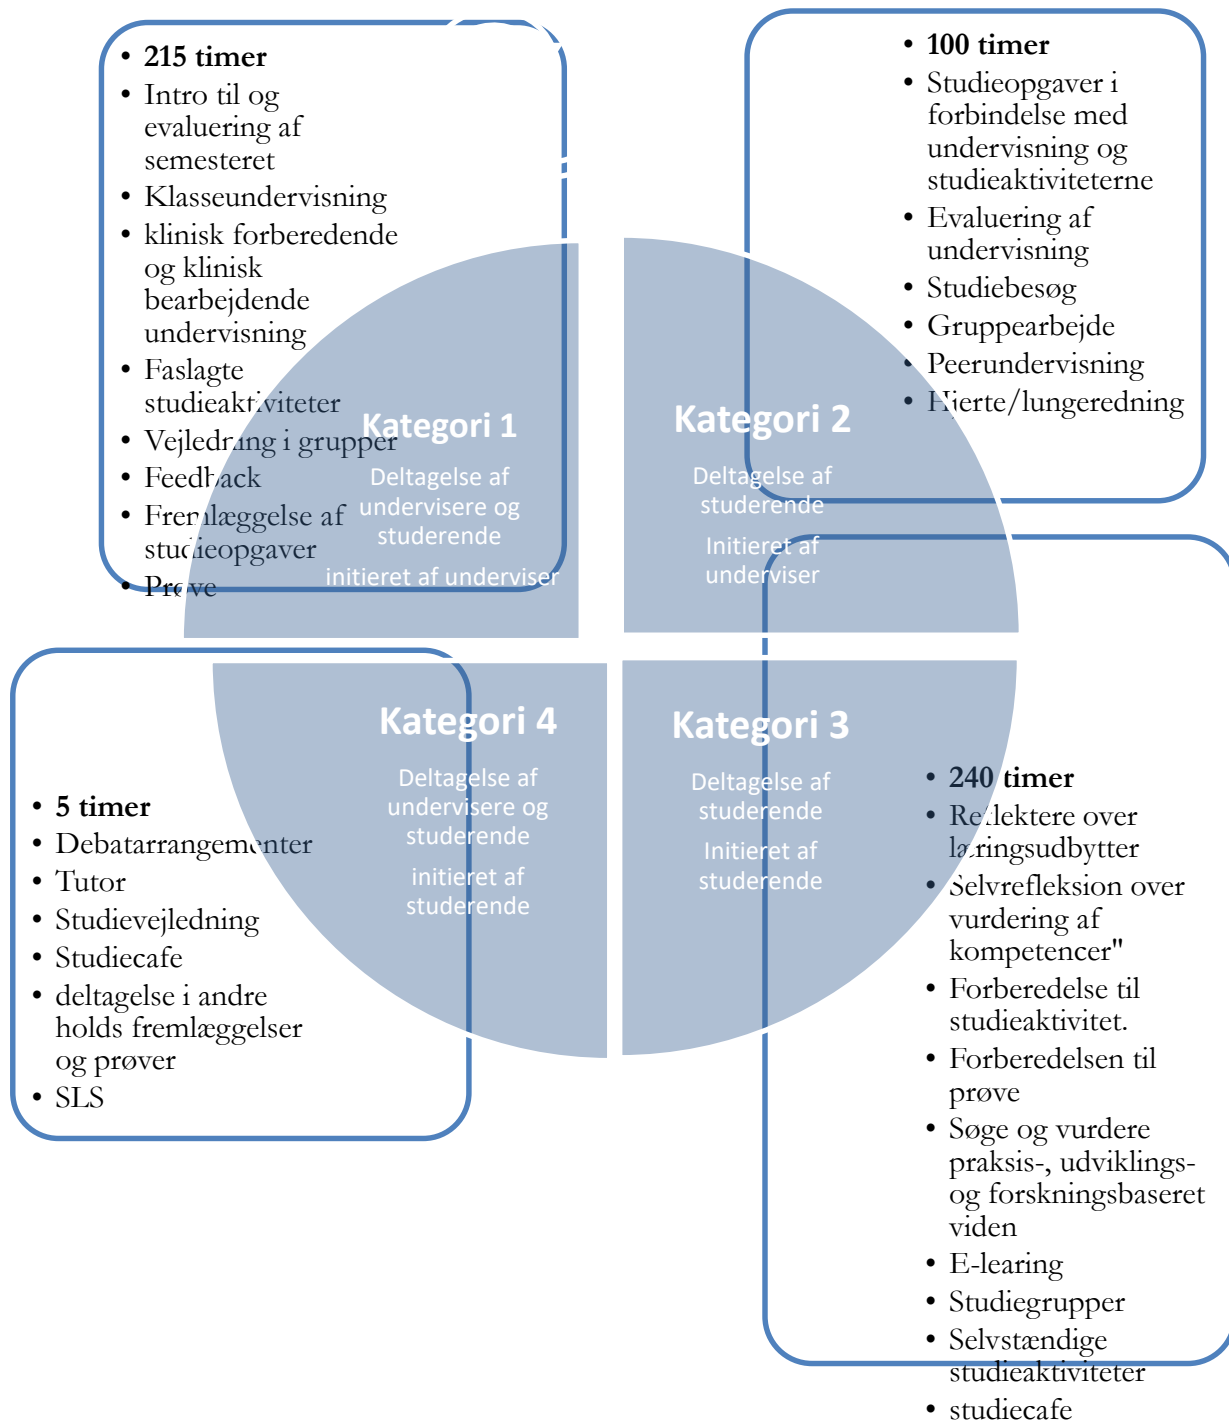 • 215 timer
• Intro til og
evaluering af
semesteret
• Klasseundervisning
• klinisk forberedende
og klinisk
bearbejdende
undervisning
• Faslagte
studieaktiviteter
• Vejledning i grupper
• Feedback
• Fremlæggelse af
studieopgaver
• Prøve
Kategori 1
Deltagelse af
undervisere og
studerende
initieret af underviser
• 100 timer
• Studieopgaver i
forbindelse med
undervisning og
studieaktiviteterne
• Evaluering af
undervisning
• Studiebesøg
• Gruppearbejde
• Peerundervisning
• Hjerte/lungeredning
Kategori 2
Deltagelse af
studerende
Initieret af
underviser
• 5 timer
• Debatarrangementer
• Tutor
• Studievejledning
• Studiecafe
• deltagelse i andre
holds fremlæggelser
og prøver
• SLS
Kategori 4
Deltagelse af
undervisere og
studerende
initieret af
studerende
Kategori 3
Deltagelse af
studerende
Initieret af
studerende
• 240 timer
• Reflektere over
læringsudbytter
• Selvrefleksion over
vurdering af
kompetencer"
• Forberedelse til
studieaktivitet.
• Forberedelsen til
prøve
• Søge og vurdere
praksis-, udviklings-
og forskningsbaseret
viden
• E-learing
• Studiegrupper
• Selvstændige
studieaktiviteter
• studiecafe